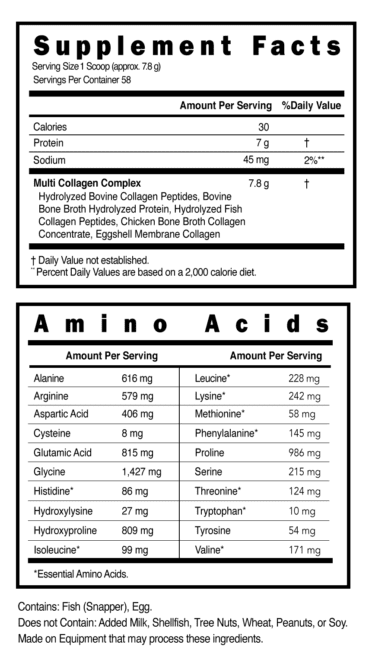 Supplement Facts
Serving Size 1 Scoop (approx. 7.8 g)
Servings Per Container 58
Amount Per Serving %Daily Value
Calories 30
Protein 7 g †
Sodium 45 mg 2%**
Multi Collagen Complex 7.8 g †
Hydrolyzed Bovine Collagen Peptides, Bovine
Bone Broth Hydrolyzed Protein, Hydrolyzed Fish
Collagen Peptides, Chicken Bone Broth Collagen
Concentrate, Eggshell Membrane Collagen
† Daily Value not established.
** Percent Daily Values are based on a 2,000 calorie diet.
Amino Acids
Amount Per Serving Amount Per Serving
Alanine 616 mg Leucine* 228 mg
Arginine 579 mg Lysine* 242 mg
Aspartic Acid 406 mg Methionine* 58 mg
Cysteine 8 mg Phenylalanine* 145 mg
Glutamic Acid 815 mg Proline 986 mg
Glycine 1,427 mg Serine 215 mg
Histidine* 86 mg Threonine* 124 mg
Hydroxylysine 27 mg Tryptophan* 10 mg
Hydroxyproline 809 mg Tyrosine 54 mg
Isoleucine* 99 mg Valine* 171 mg
*Essential Amino Acids.
Contains: Fish (Snapper), Egg.
Does not Contain: Added Milk, Shellfish, Tree Nuts, Wheat, Peanuts, or Soy.
Made on Equipment that may process these ingredients.